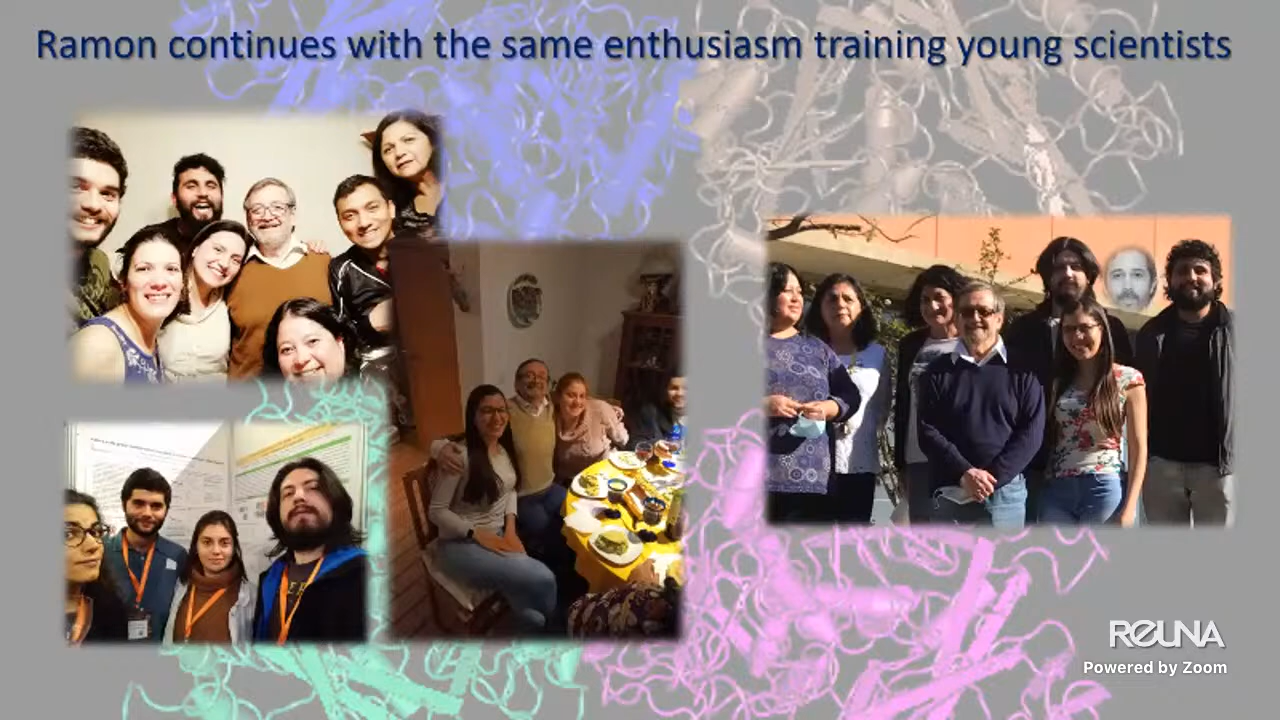 Ramon continues with the same enthusiasm training young scientists
REUNA
Powered by Zoom